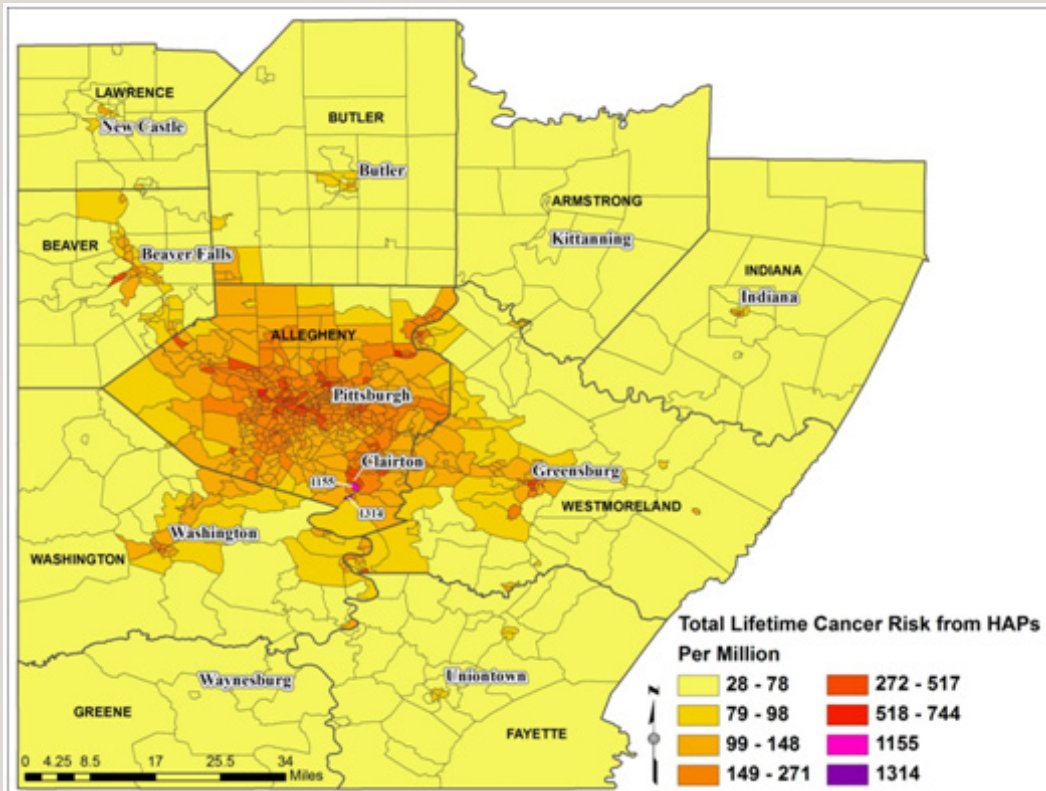 LAWRENCE
New Castle
BUTLER
Butler
ARMSTRONG
Kittanning
BEAVER
Beaver Falls
INDIANA
Indiana
ALLEGHENY
Pittsburgh
Clairton
1155
1314
Greensburg
WESTMORELAND
Washington
WASHINGTON
Waynesburg
GREENE
Uniontown
FAYETTE
0 4.25 8.5 17 25.5 34
Miles
N
Total Lifetime Cancer Risk from HAPs
Per Million
28 - 78
79 - 98
99 - 148
149 - 271
272 - 517
518 - 744
1155
1314